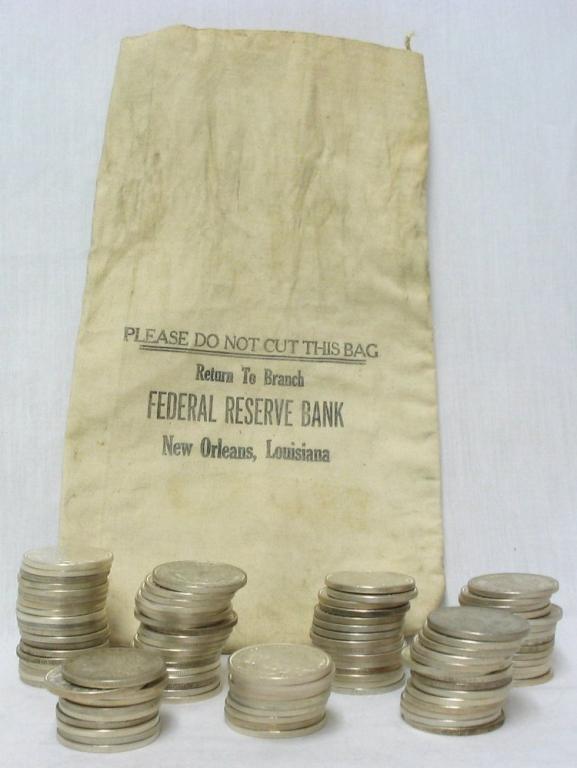 PLEASE DO NOT CUT THIS BAG
Return To Branch
FEDERAL RESERVE BANK
New Orleans, Louisiana